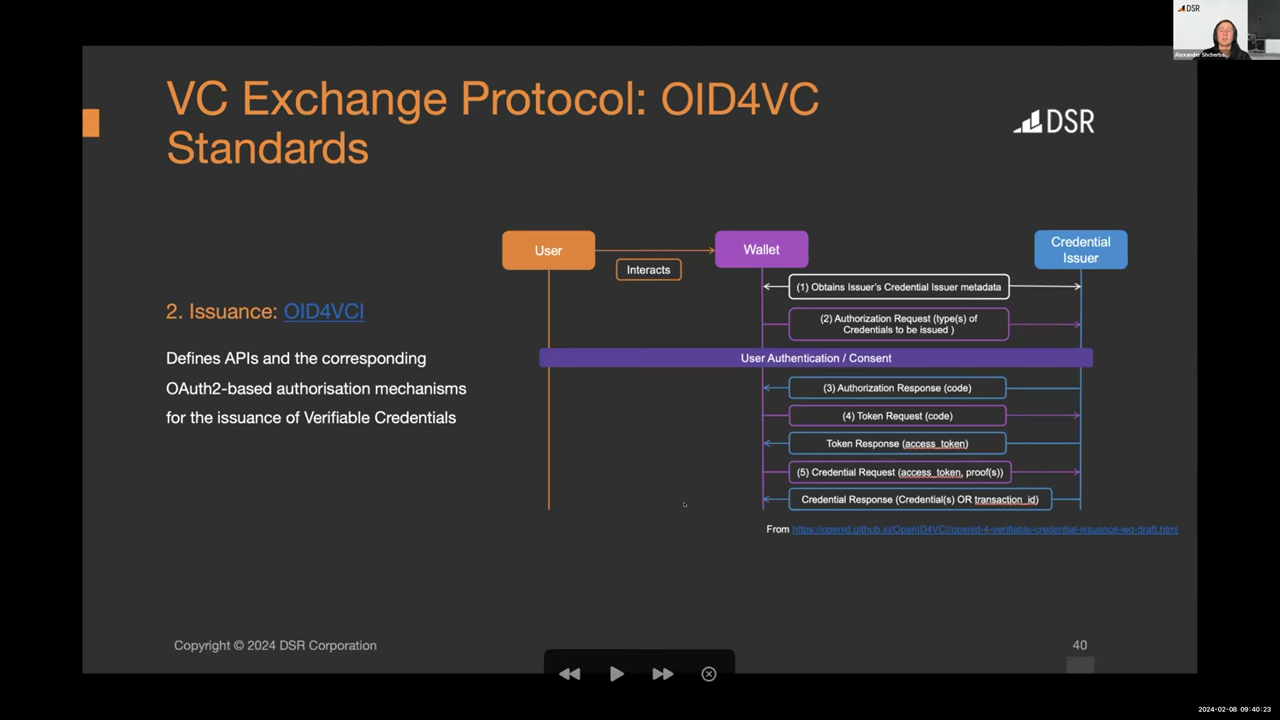 DSR
Alexander Shcherba...
VC Exchange Protocol: OID4VC
Standards
DSR
User
Interacts
Wallet
Credential
Issuer
(1) Obtains Issuer's Credential Issuer metadata
(2) Authorization Request (type(s) of
Credentials to be issued )
User Authentication / Consent
(3) Authorization Response (code)
(4) Token Request (code)
Token Response (access_token)
(5) Credential Request (access_token, proof(s))
Credential Response (Credential(s) OR transaction_id)
2. Issuance: OID4VCI
Defines APIs and the corresponding
OAuth2-based authorisation mechanisms
for the issuance of Verifiable Credentials
From https://openid.github.io/OpenID4VCI/openid-4-verifiable-credential-issuance-wg-draft.html
Copyright © 2024 DSR Corporation
40
2024-02-08 09:40:23